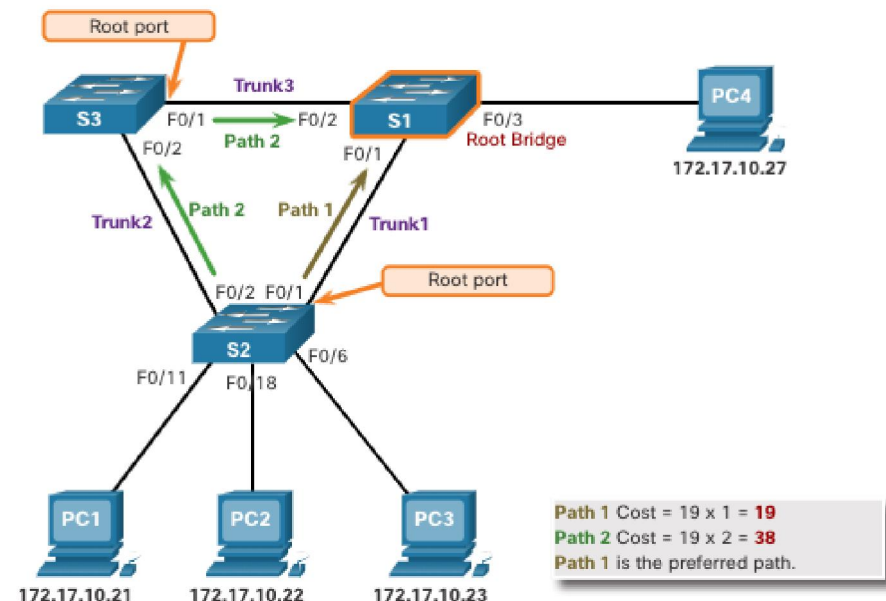 Root port
Trunk3
S3
F0/1
F0/2
S1
F0/3
PC4
Path 2
Root Bridge
F0/2
F0/1
172.17.10.27
Trunk2
Path 2
Path 1
Trunk1
F0/2
F0/1
Root port
S2
F0/6
F0/11
F0/18
PC1
PC2
PC3
Path 1 Cost = 19 x 1 = 19
Path 2 Cost = 19 x 2 = 38
Path 1 is the preferred path.
172.17.10.21
172.17.10.22
172.17.10.23